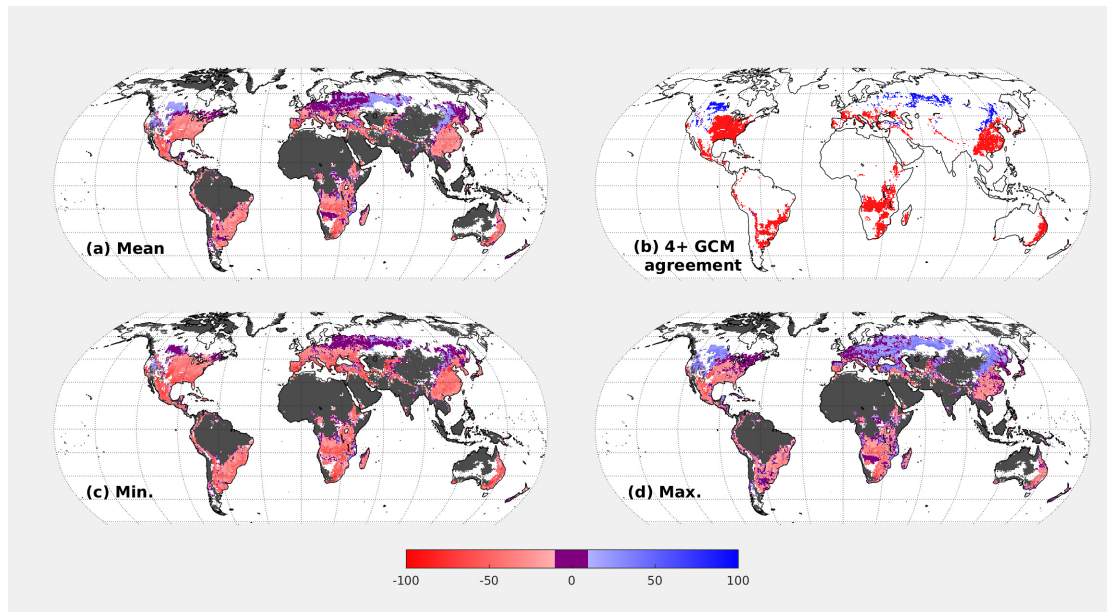 (a) Mean
(b) 4+ GCM
agreement
(c) Min.
(d) Max.
-100
-50
0
50
100